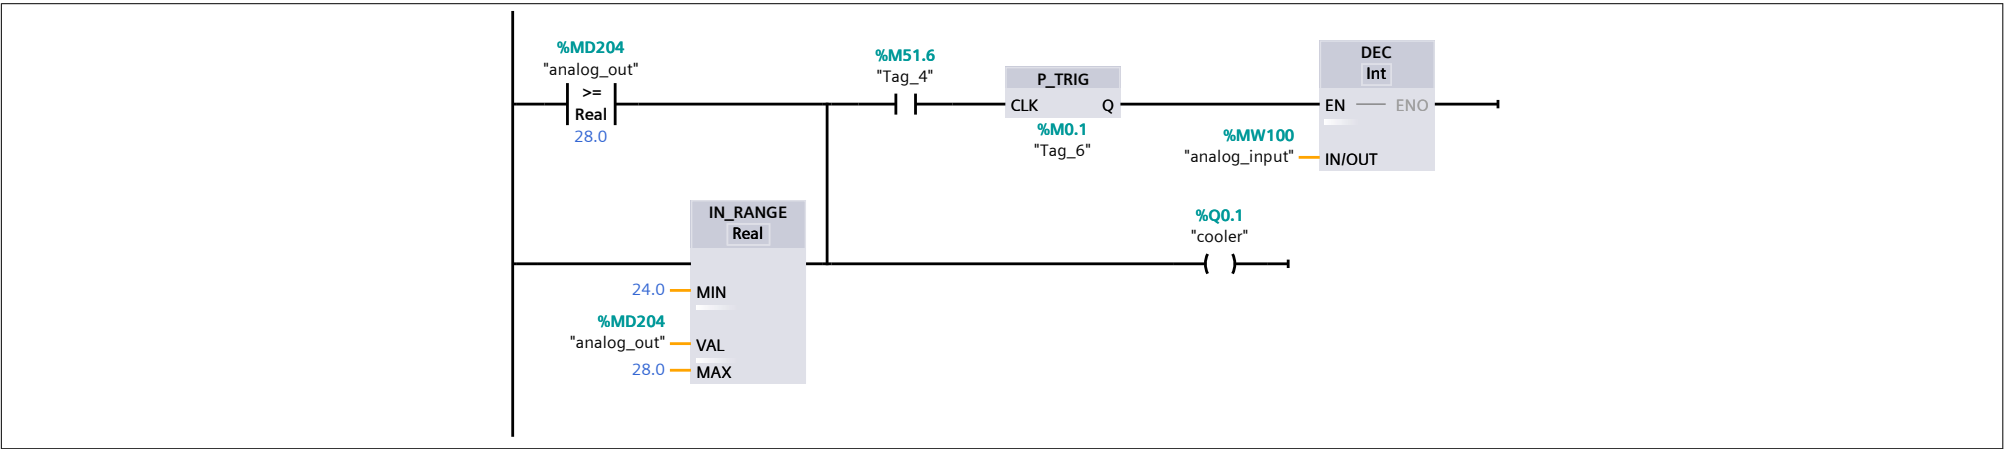 %MD204
"analog_out"
>=
Real
28.0
%M51.6
"Tag_4"
P_TRIG
CLK Q
%M0.1
"Tag_6"
DEC
Int
EN ENO
%MW100
"analog_input" IN/OUT
IN_RANGE
Real
24.0 MIN
%MD204
"analog_out" VAL
28.0 MAX
%Q0.1
"cooler"
( )